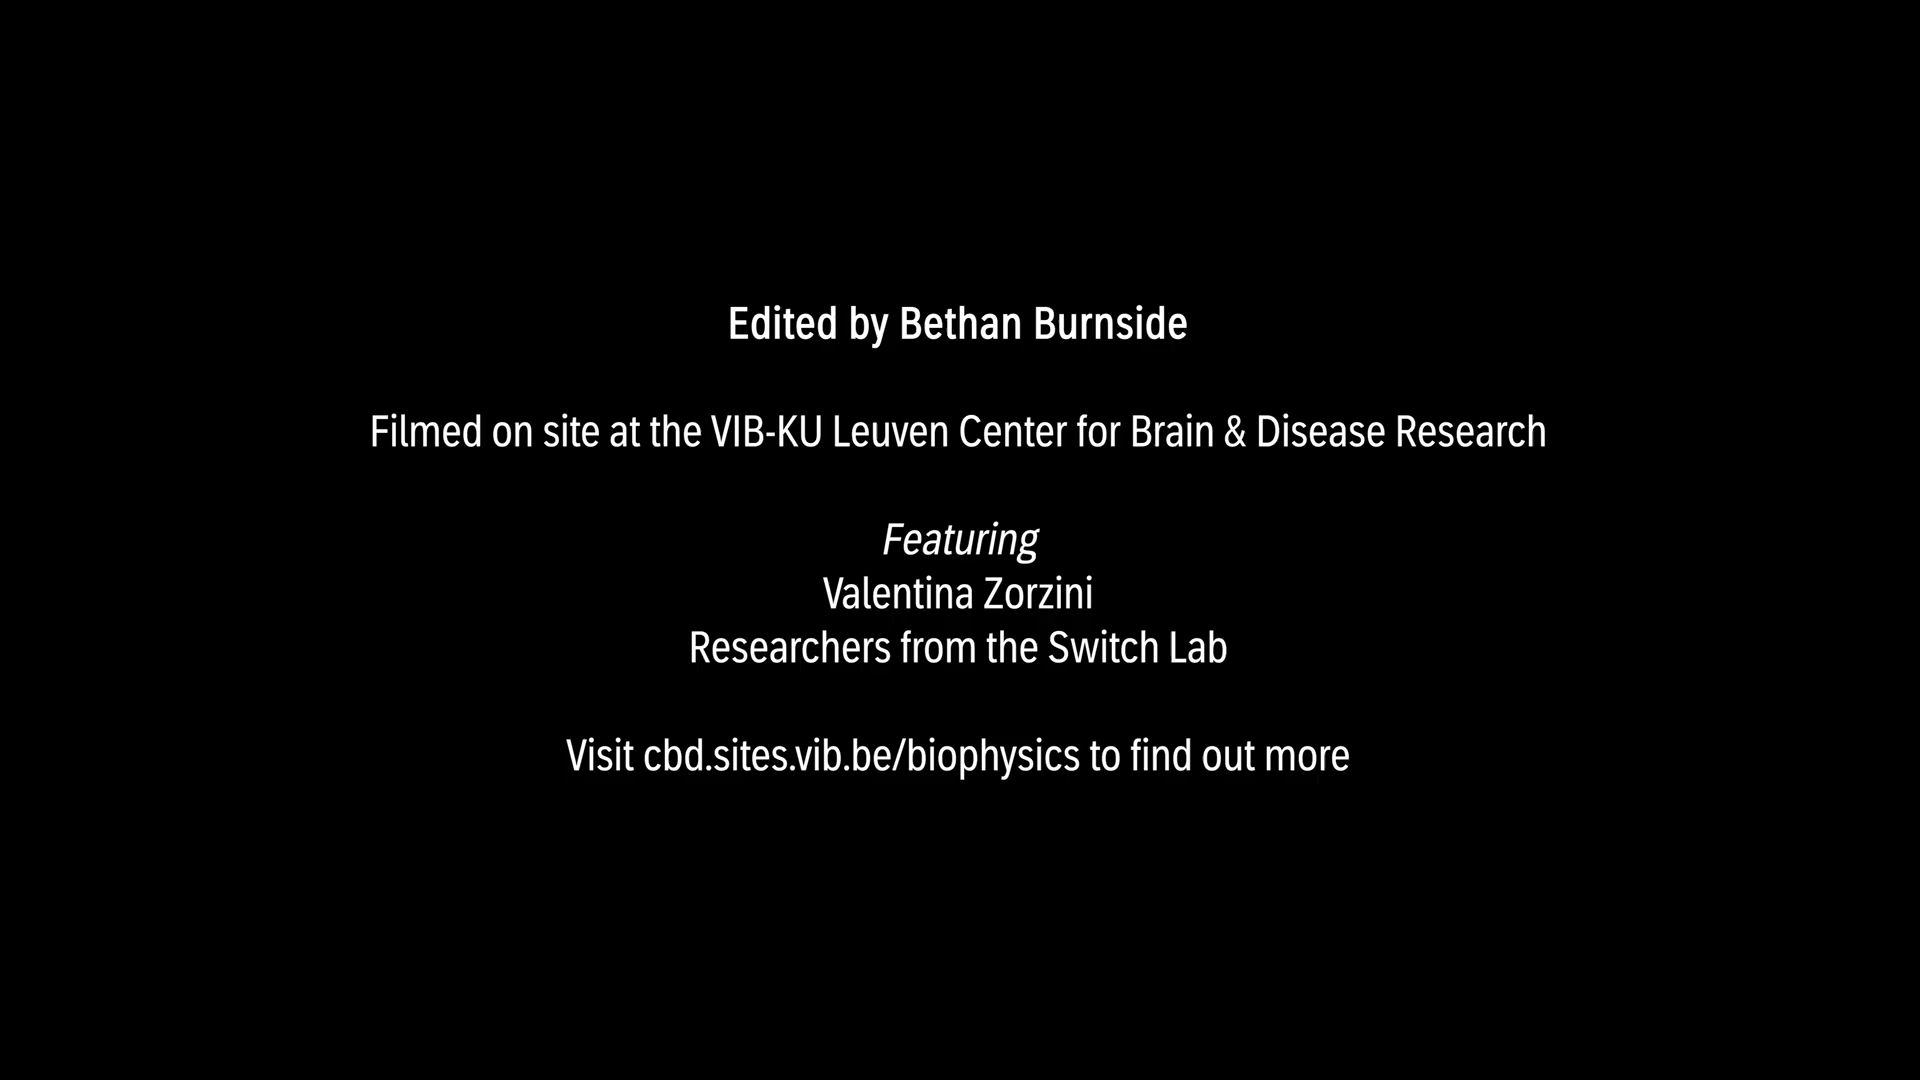 Edited by Bethan Burnside
Filmed on site at the VIB-KU Leuven Center for Brain & Disease Research
Featuring
Valentina Zorzini
Researchers from the Switch Lab
Visit cbd.sites.vib.be/biophysics to find out more